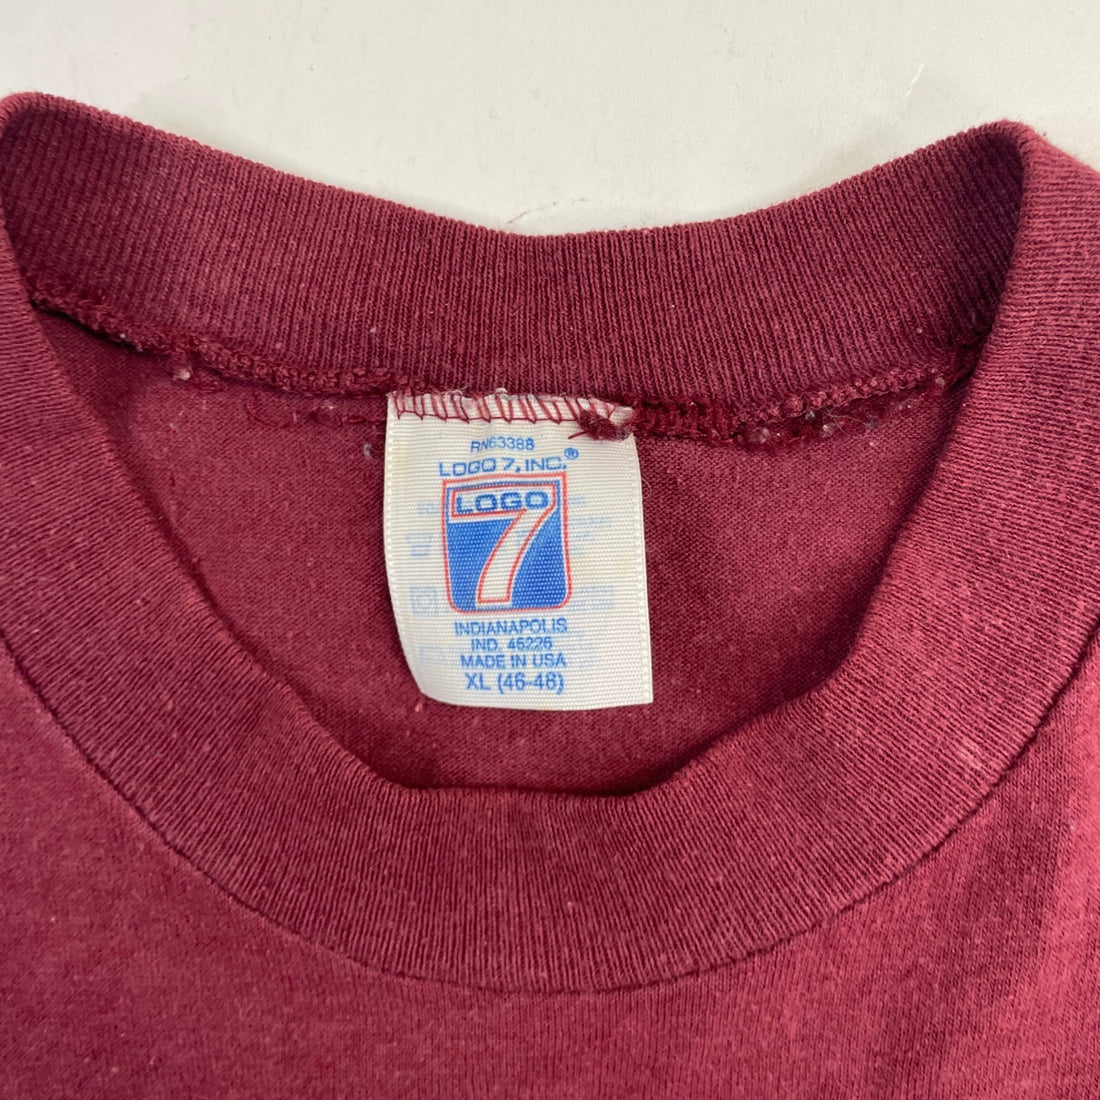 RN63388
LOGO 7, INC.®
LOGO
7
INDIANAPOLIS
IND. 46226
MADE IN USA
XL (46-48)